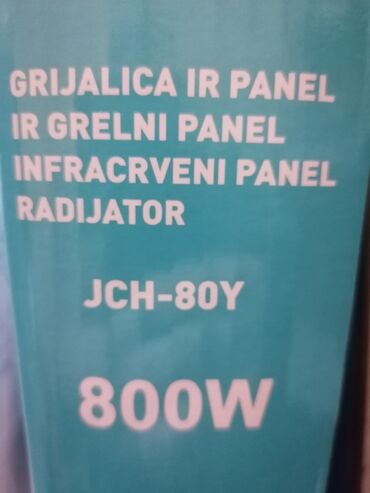 GRIJALICA IR PANEL
IR GRELNI PANEL
INFRACRVENI PANEL
RADIJATOR
JCH-80Y
800W